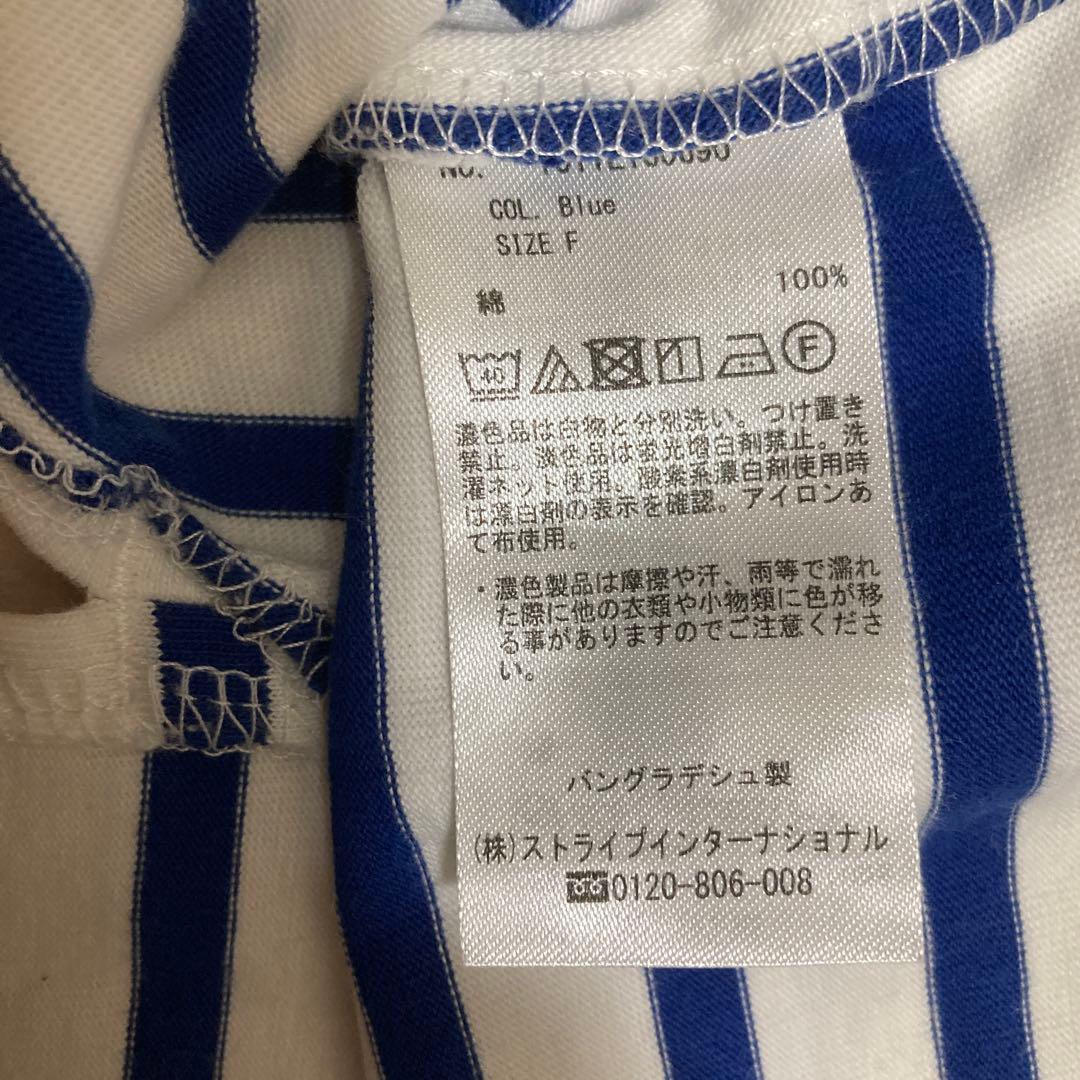 NO.
COL. Blue
SIZE F
綿 100%
40 F
濃色品は白物と分別洗い。つけ置き
禁止。淡色品は蛍光増白剤禁止。洗
濯ネット使用。酸素系漂白剤使用時
は漂白剤の表示を確認。アイロンあ
て布使用。
・濃色製品は摩擦や汗、雨等で濡れ
た際に他の衣類や小物類に色が移
る事がありますのでご注意くださ
い。
バングラデシュ製
(株)ストライプインターナショナル
0120-806-008